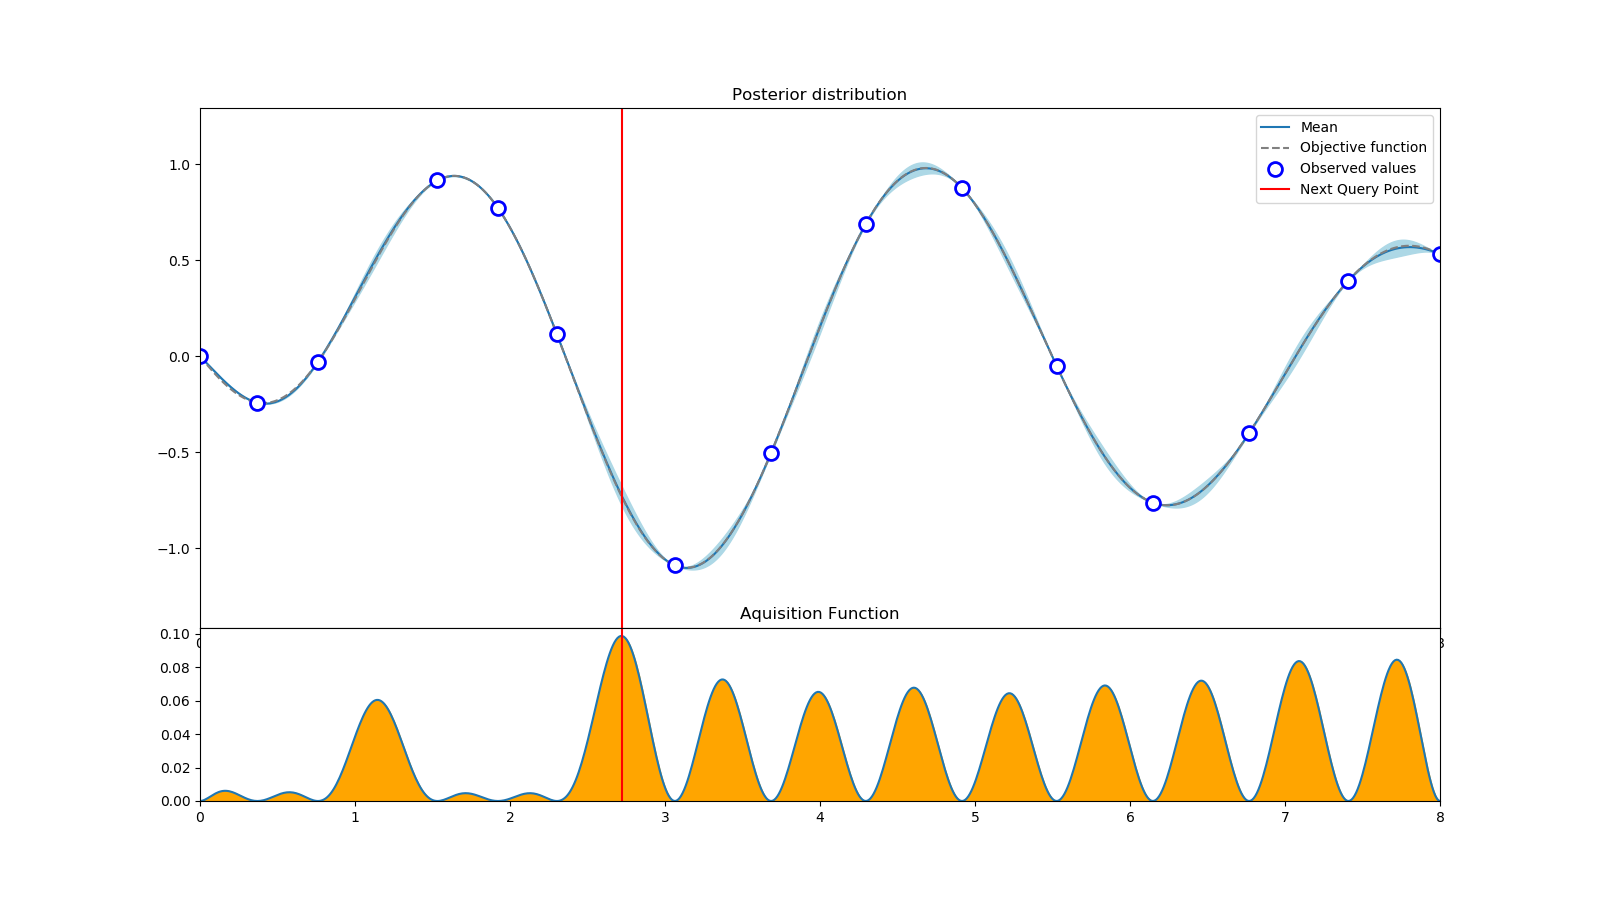 Posterior distribution
Mean
Objective function
Observed values
Next Query Point
1.0
0.5
0.0
−0.5
−1.0
Aquisition Function
0.10
0.08
0.06
0.04
0.02
0.00
0 1 2 3 4 5 6 7 8